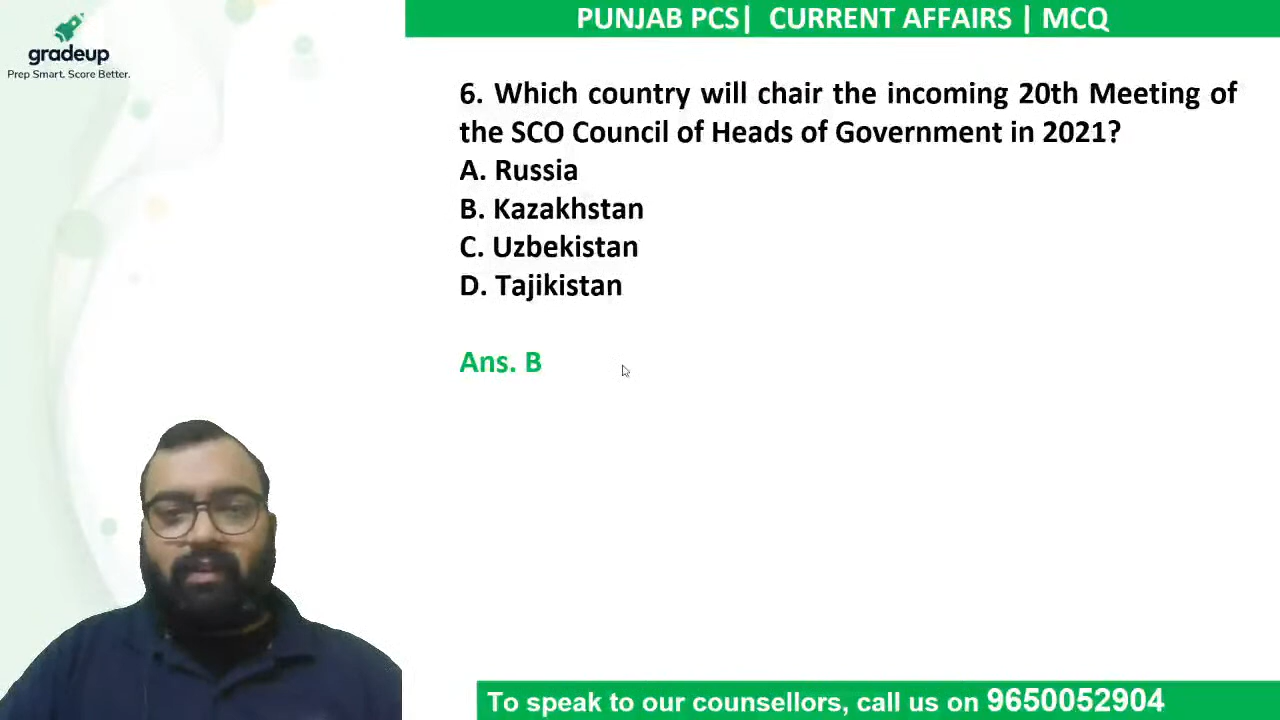 gradeup
Prep Smart. Score Better.
PUNJAB PCS| CURRENT AFFAIRS | MCQ
6. Which country will chair the incoming 20th Meeting of
the SCO Council of Heads of Government in 2021?
A. Russia
B. Kazakhstan
C. Uzbekistan
D. Tajikistan
Ans. B
To speak to our counsellors, call us on 9650052904